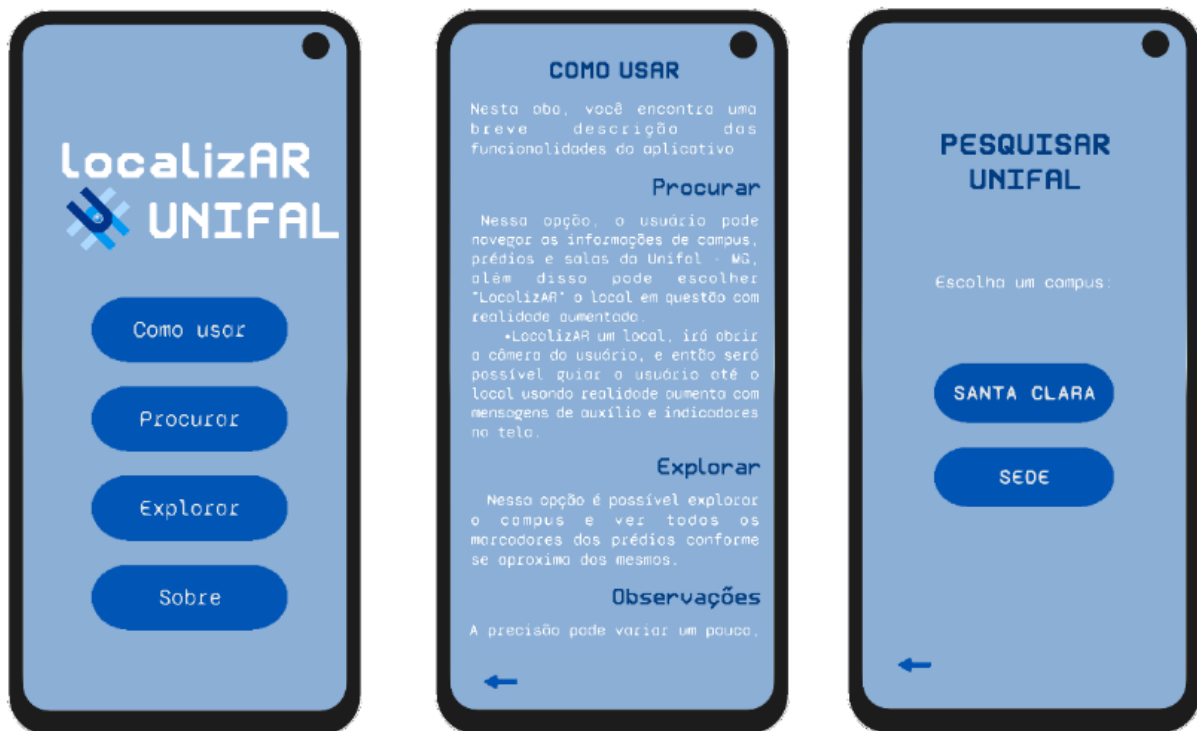 localizAR
UNIFAL
Como usar
Procurar
Explorar
Sobre
COMO USAR
Nesta aba, você encontra uma
breve descrição das
funcionalidades do aplicativo
Procurar
Nessa opção, o usuário pode
navegar as informações de campus,
prédios e salas da Unifal - MG,
além disso pode escolher
"LocalizAR" o local em questão com
realidade aumentada.
•LocalizAR um local, irá abrir
a câmera do usuário, e então será
possível guiar o usuário até o
local usando realidade aumenta com
mensagens de auxílio e indicadores
na tela.
Explorar
Nessa opção é possível explorar
o campus e ver todos os
marcadores dos prédios conforme
se aproxima dos mesmos.
Observações
A precisão pode variar um pouco,
PESQUISAR
UNIFAL
Escolha um campus:
SANTA CLARA
SEDE